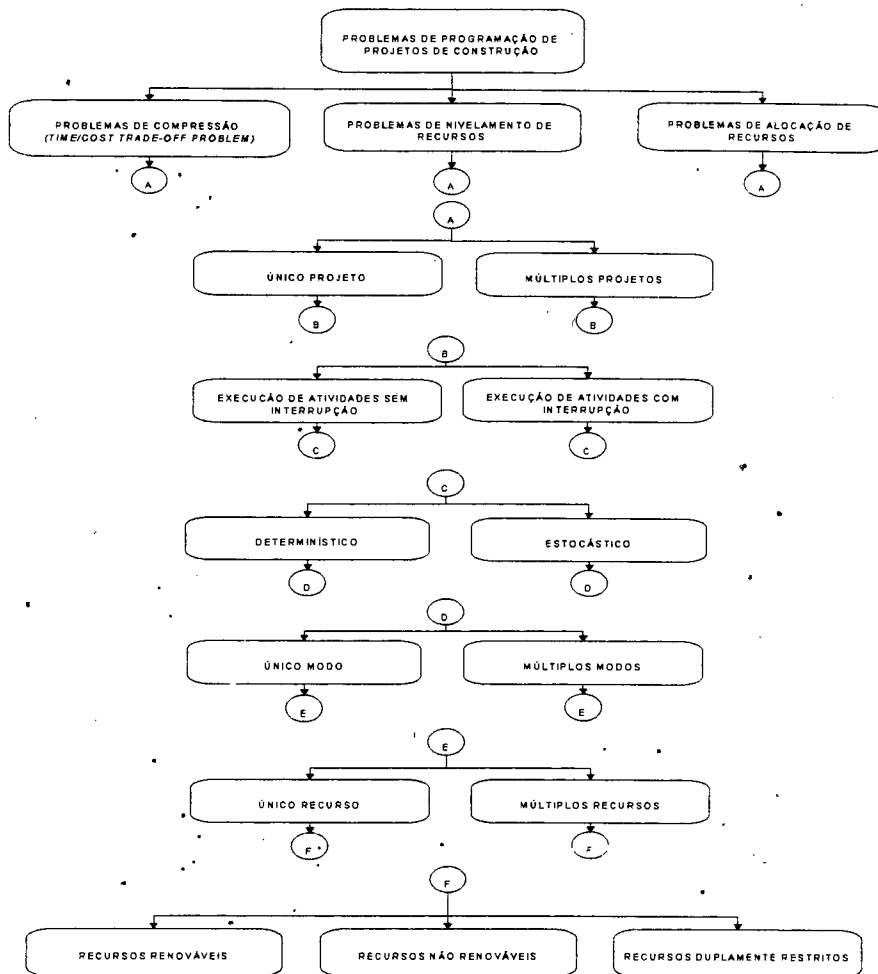 PROBLEMAS DE PROGRAMAÇÃO DE
PROJETOS DE CONSTRUÇÃO
PROBLEMAS DE COMPRESSÃO
(TIME/COST TRADE-OFF PROBLEM)
PROBLEMAS DE NIVELAMENTO DE
RECURSOS
PROBLEMAS DE ALOCAÇÃO DE
RECURSOS
A
A
A
A
ÚNICO PROJETO
MÚLTIPLOS PROJETOS
B
B
B
EXECUÇÃO DE ATIVIDADES SEM
INTERRUPÇÃO
EXECUÇÃO DE ATIVIDADES COM
INTERRUPÇÃO
C
C
C
DETERMINÍSTICO
ESTOCÁSTICO
D
D
D
ÚNICO MODO
MÚLTIPLOS MODOS
E
E
E
ÚNICO RECURSO
MÚLTIPLOS RECURSOS
F
F
F
RECURSOS RENOVÁVEIS
RECURSOS NÃO RENOVÁVEIS
RECURSOS DUPLAMENTE RESTRITOS